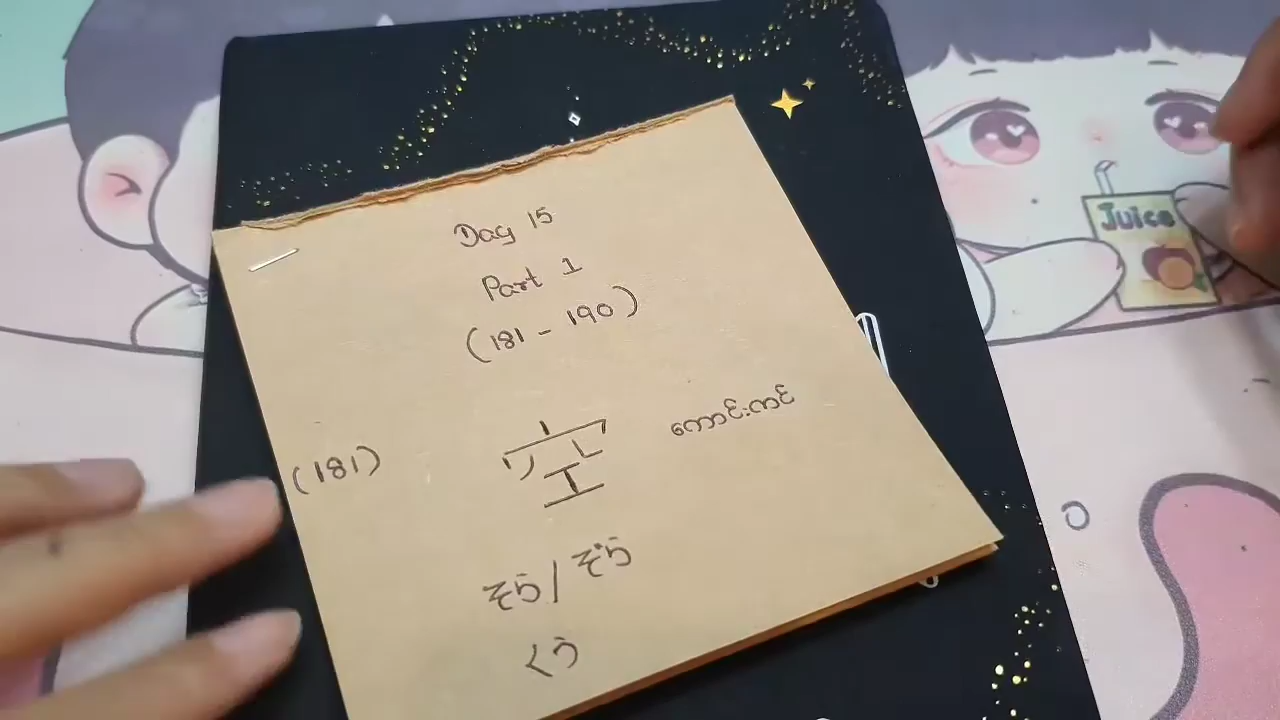 Day 15
Part 1
(181 - 190)
(181) 空 ကောင်းကင်
そら / ぞら
くう
Juice